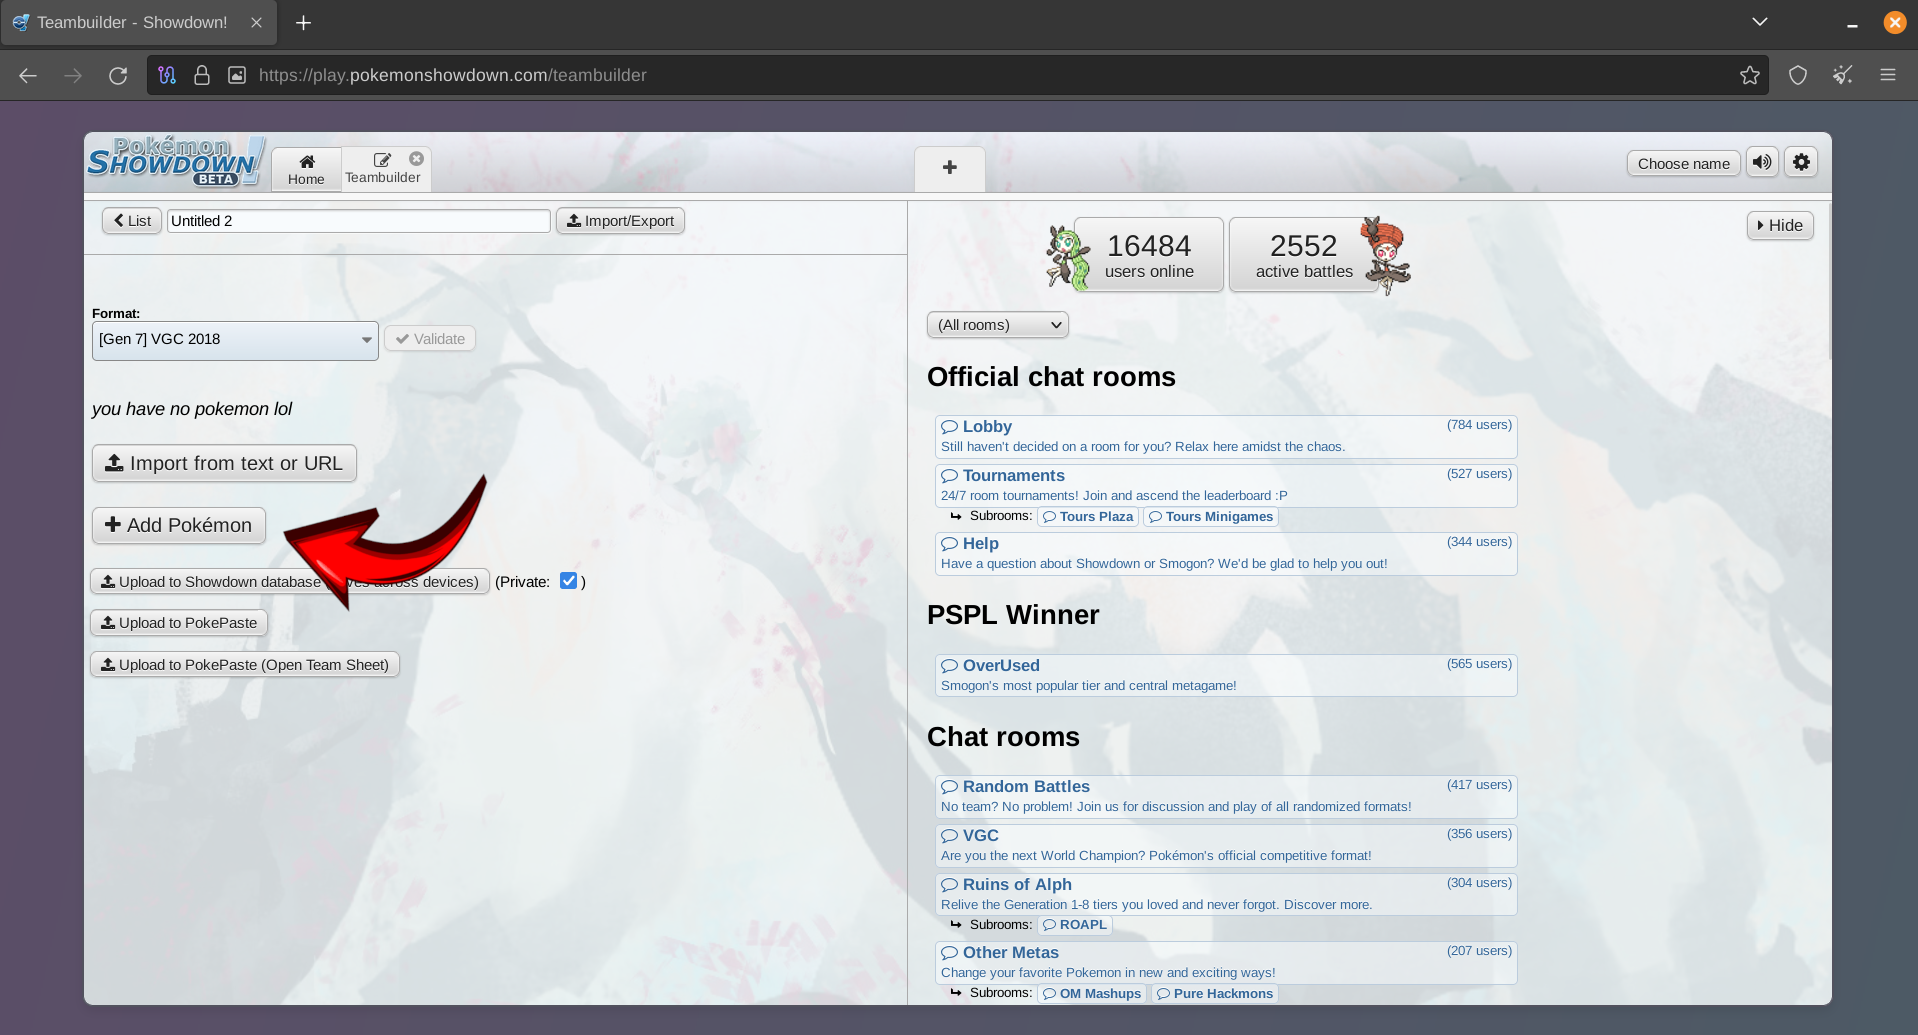 Teambuilder - Showdown!
https://play.pokemonshowdown.com/teambuilder
Pokémon
SHOWDOWN!
BETA
Home
Teambuilder
Choose name
List
Untitled 2
Import/Export
Format:
[Gen 7] VGC 2018
Validate
you have no pokemon lol
Import from text or URL
Add Pokémon
Upload to Showdown database across devices) (Private: )
Upload to PokePaste
Upload to PokePaste (Open Team Sheet)
16484
users online
2552
active battles
Hide
(All rooms)
Official chat rooms
Lobby (784 users)
Still haven't decided on a room for you? Relax here amidst the chaos.
Tournaments (527 users)
24/7 room tournaments! Join and ascend the leaderboard :P
Subrooms: Tours Plaza Tours Minigames
Help (344 users)
Have a question about Showdown or Smogon? We'd be glad to help you out!
PSPL Winner
OverUsed (565 users)
Smogon's most popular tier and central metagame!
Chat rooms
Random Battles (417 users)
No team? No problem! Join us for discussion and play of all randomized formats!
VGC (356 users)
Are you the next World Champion? Pokémon's official competitive format!
Ruins of Alph (304 users)
Relive the Generation 1-8 tiers you loved and never forgot. Discover more.
Subrooms: ROAPL
Other Metas (207 users)
Change your favorite Pokemon in new and exciting ways!
Subrooms: OM Mashups Pure Hackmons